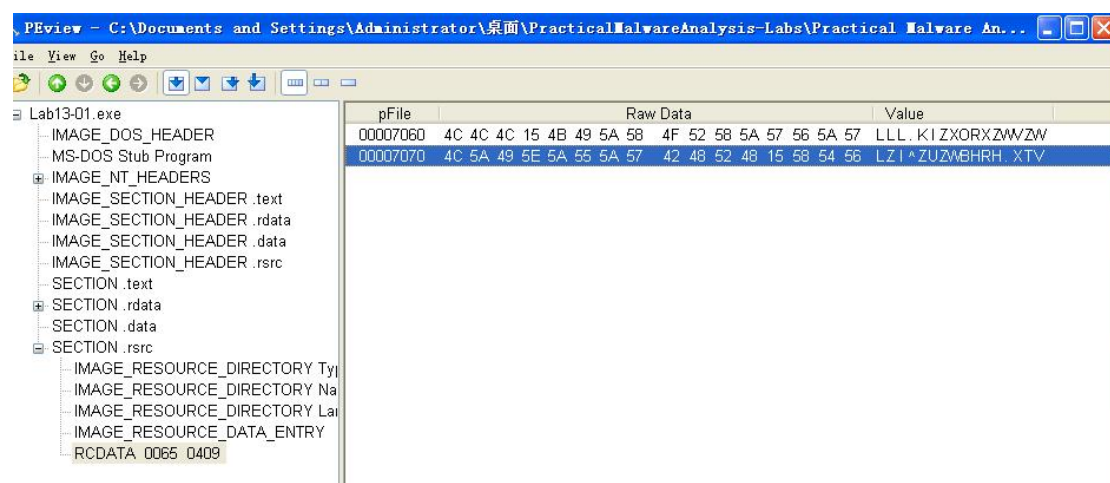 PEview - C:\Documents and Settings\Administrator\桌面\PracticalMalwareAnalysis-Labs\Practical Malware An...
ile View Go Help
Lab13-01.exe
IMAGE_DOS_HEADER
MS-DOS Stub Program
IMAGE_NT_HEADERS
IMAGE_SECTION_HEADER .text
IMAGE_SECTION_HEADER .rdata
IMAGE_SECTION_HEADER .data
IMAGE_SECTION_HEADER .rsrc
SECTION .text
SECTION .rdata
SECTION .data
SECTION .rsrc
IMAGE_RESOURCE_DIRECTORY Ty
IMAGE_RESOURCE_DIRECTORY Na
IMAGE_RESOURCE_DIRECTORY La
IMAGE_RESOURCE_DATA_ENTRY
RCDATA 0065 0409
pFile Raw Data Value
00007060 4C 4C 4C 15 4B 49 5A 58 4F 52 58 5A 57 56 5A 57 LLL.KIZXORXZWVZW
00007070 4C 5A 49 5E 5A 55 5A 57 42 48 52 48 15 58 54 56 LZI^ZUZWBHRH.XTV